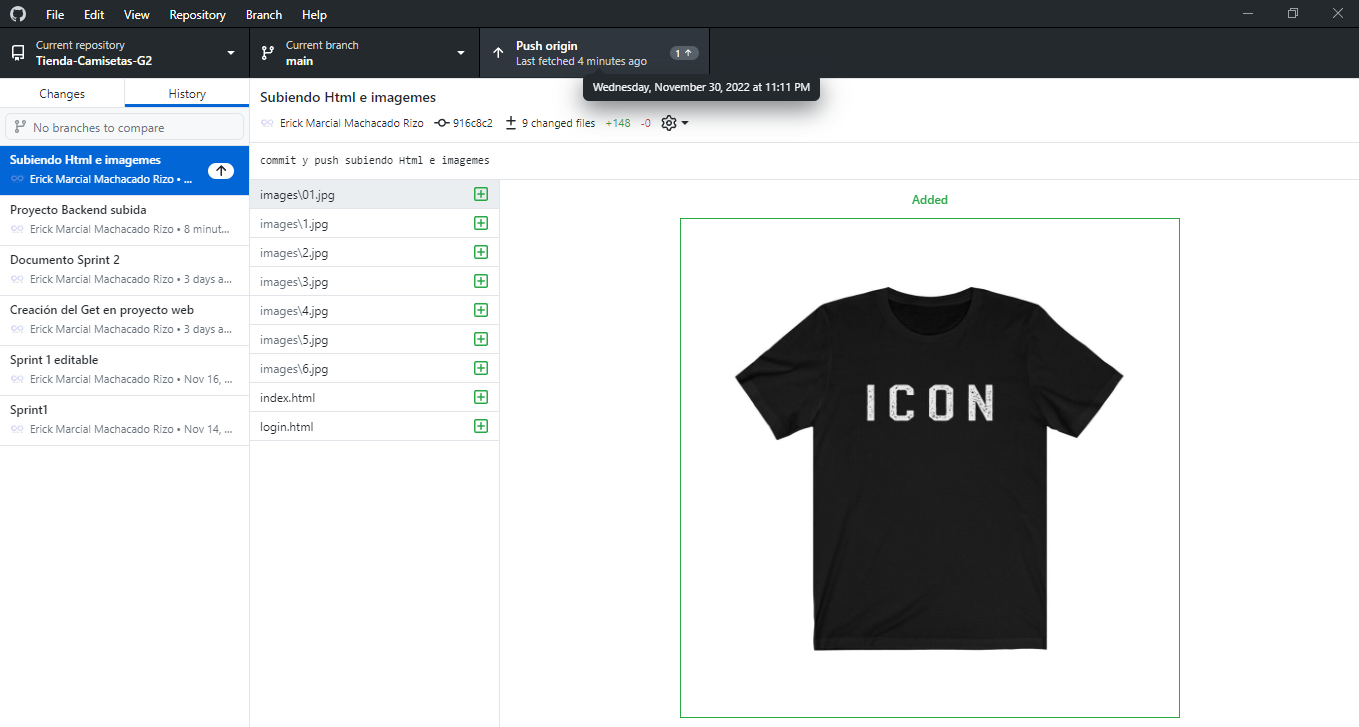 File Edit View Repository Branch Help
Current repository
Tienda-Camisetas-G2
Current branch
main
Push origin
Last fetched 4 minutes ago
1
Wednesday, November 30, 2022 at 11:11 PM
Changes
History
No branches to compare
Subiendo Html e imagemes
Erick Marcial Machacado Rizo • ...
Proyecto Backend subida
Erick Marcial Machacado Rizo • 8 minut...
Documento Sprint 2
Erick Marcial Machacado Rizo • 3 days a...
Creación del Get en proyecto web
Erick Marcial Machacado Rizo • 3 days a...
Sprint 1 editable
Erick Marcial Machacado Rizo • Nov 16, ...
Sprint1
Erick Marcial Machacado Rizo • Nov 14, ...
Subiendo Html e imagemes
Erick Marcial Machacado Rizo 916c8c2 9 changed files +148 -0
commit y push subiendo Html e imagemes
images\01.jpg
images\1.jpg
images\2.jpg
images\3.jpg
images\4.jpg
images\5.jpg
images\6.jpg
index.html
login.html
Added
ICON